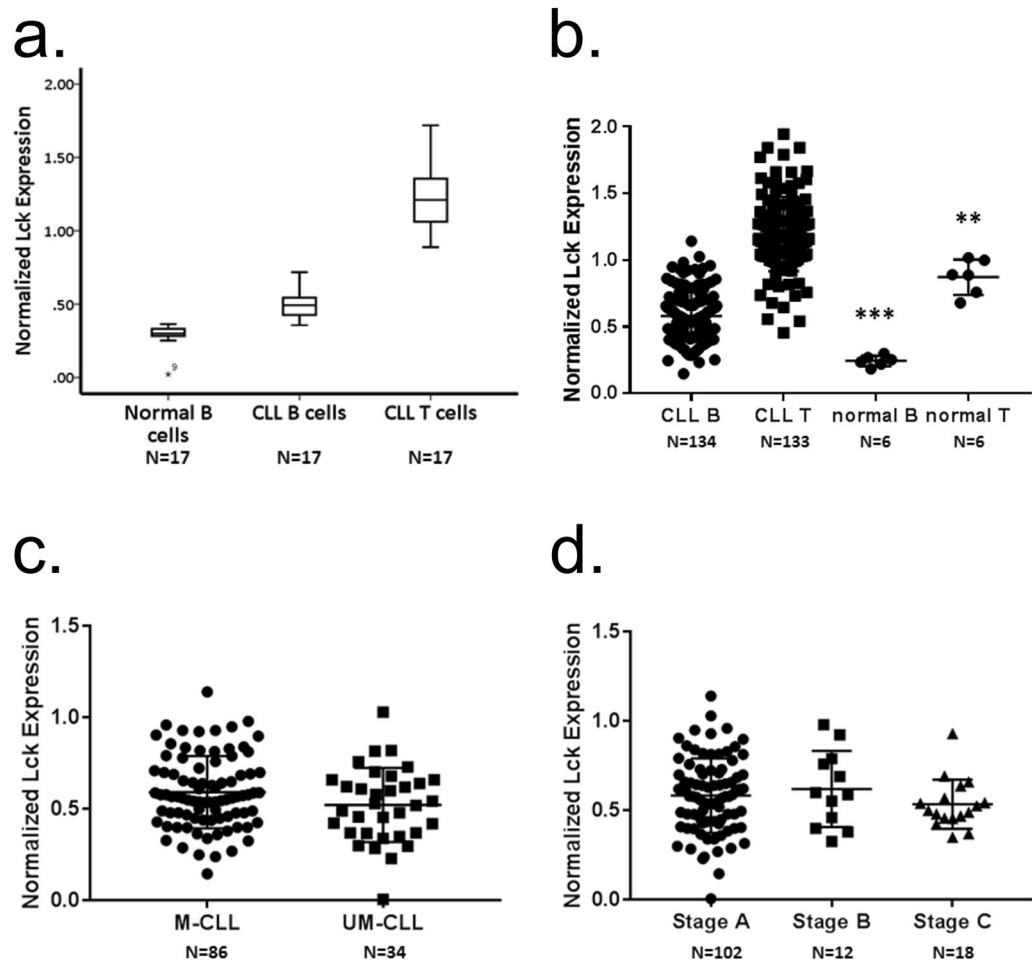 a.
Normalized Lck Expression
2.00
1.50
1.00
.50
.00
9
Normal B
cells
CLL B cells
CLL T cells
N=17
N=17
N=17
b.
Normalized Lck Expression
2.0
1.5
1.0
0.5
0.0
***
**
CLL B
CLL T
normal B
normal T
N=134
N=133
N=6
N=6
c.
Normalized Lck Expression
1.5
1.0
0.5
0.0
M-CLL
UM-CLL
N=86
N=34
d.
Normalized Lck Expression
1.5
1.0
0.5
0.0
Stage A
Stage B
Stage C
N=102
N=12
N=18